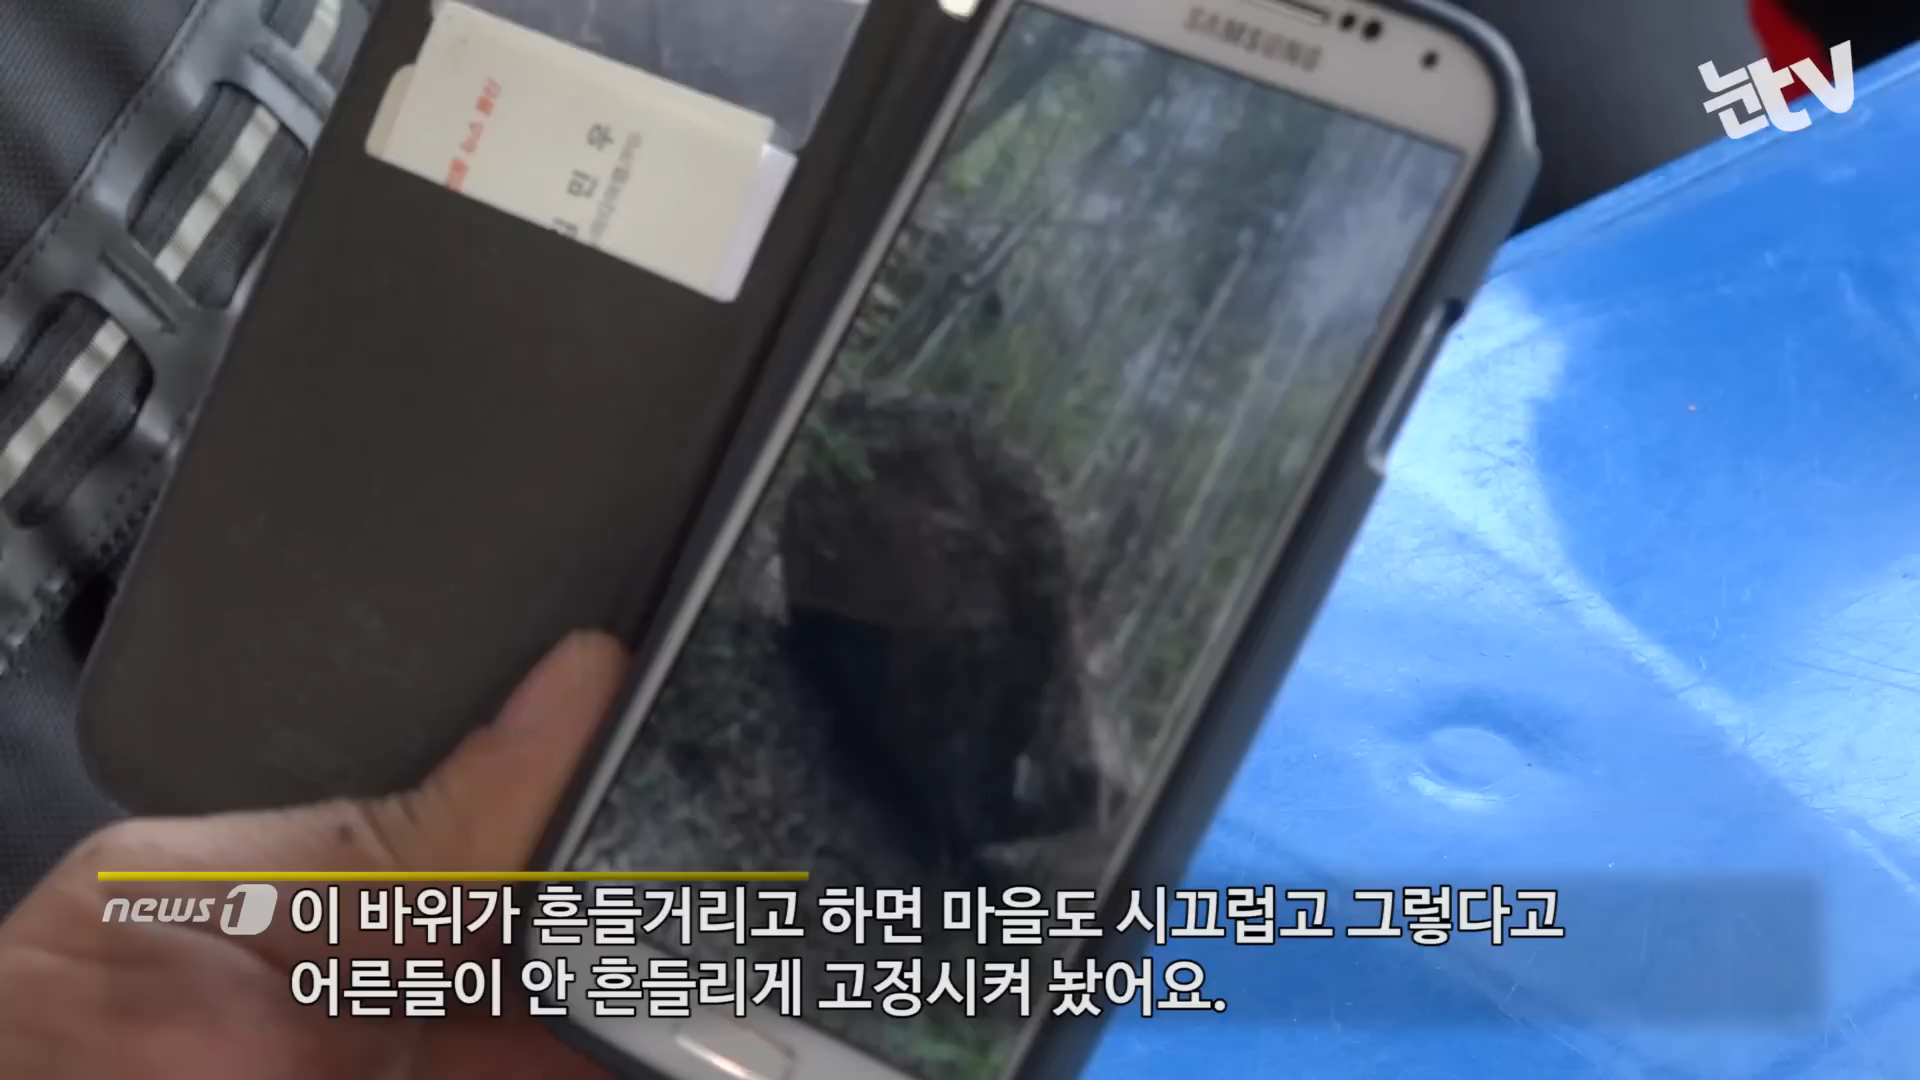 SAMSUNG
눈tv
민 우
news1
이 바위가 흔들거리고 하면 마을도 시끄럽고 그렇다고
어른들이 안 흔들리게 고정시켜 놨어요.